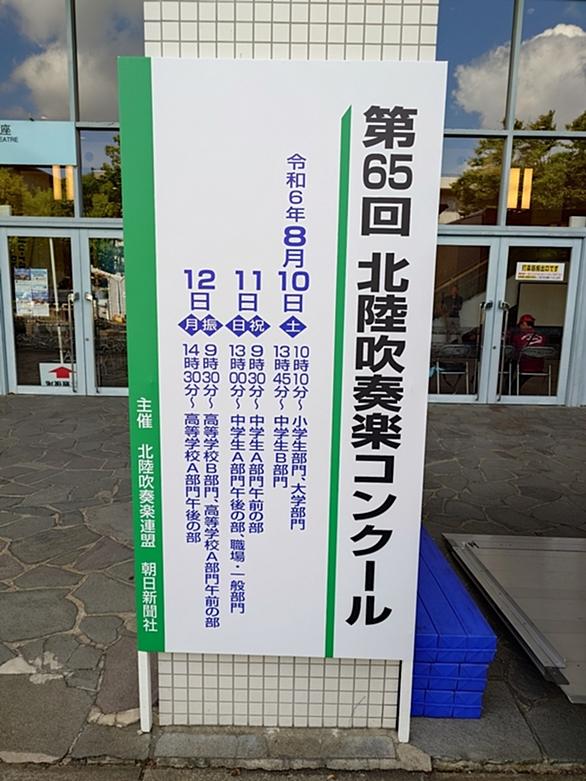 第65回 北陸吹奏楽コンクール
令和6年8月10日㊏
10時10分～ 小学生部門、大学部門
13時45分～ 中学生B部門
11日 日・祝
9時30分～ 中学生A部門午前の部
13時00分～ 中学生A部門午後の部、職場・一般部門
12日 月・振
9時30分～ 高等学校B部門、高等学校A部門午前の部
14時30分～ 高等学校A部門午後の部
主催 北陸吹奏楽連盟 朝日新聞社
座
EATRE